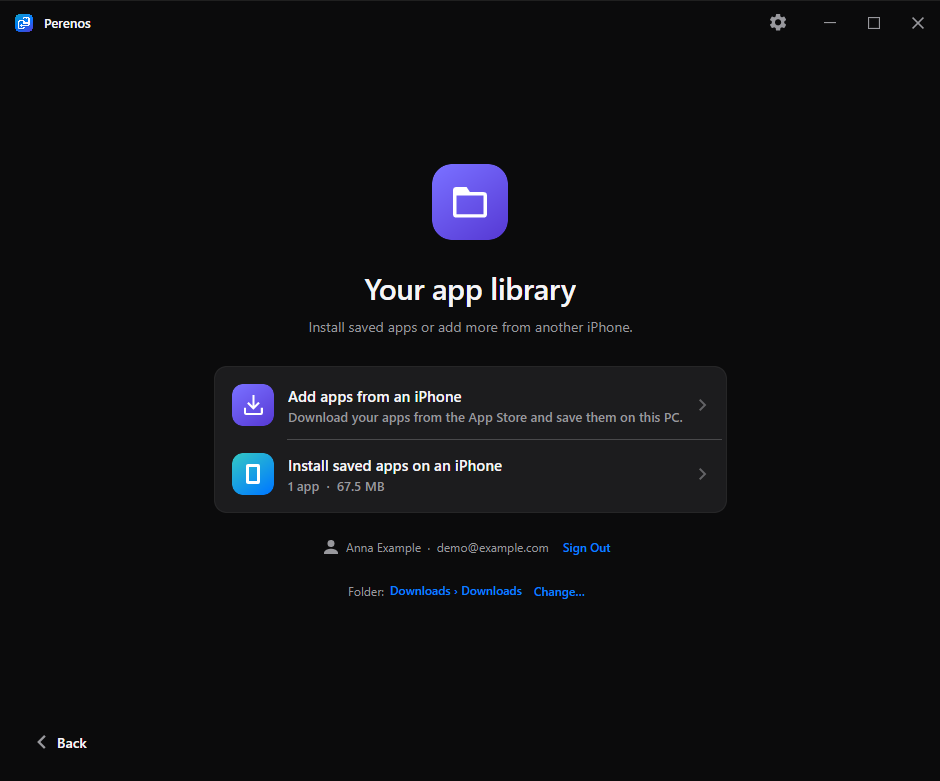 Perenos
Your app library
Install saved apps or add more from another iPhone.
Add apps from an iPhone
Download your apps from the App Store and save them on this PC.
Install saved apps on an iPhone
1 app · 67.5 MB
Anna Example · demo@example.com Sign Out
Folder: Downloads › Downloads Change...
Back